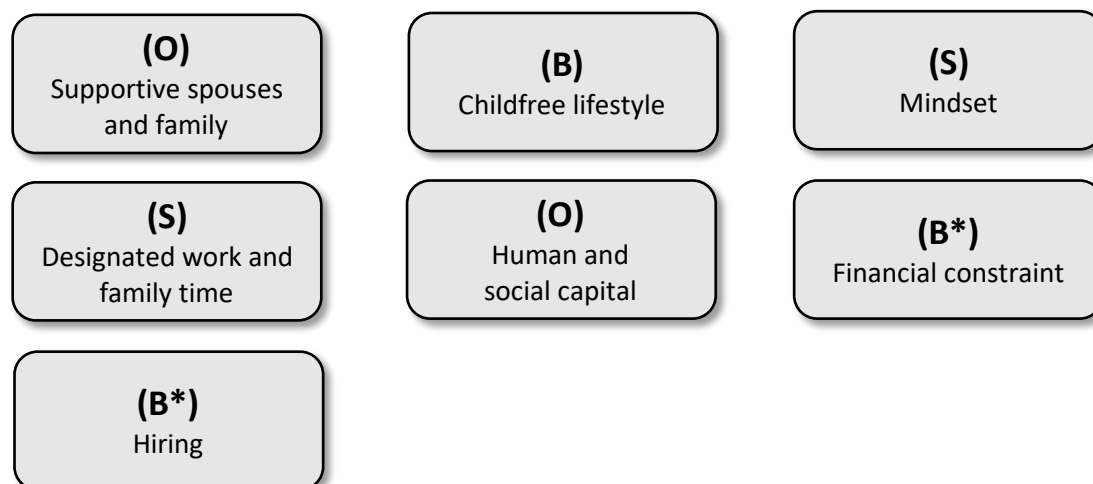 (O)
Supportive spouses
and family
(B)
Childfree lifestyle
(S)
Mindset
(S)
Designated work and
family time
(O)
Human and
social capital
(B*)
Financial constraint
(B*)
Hiring